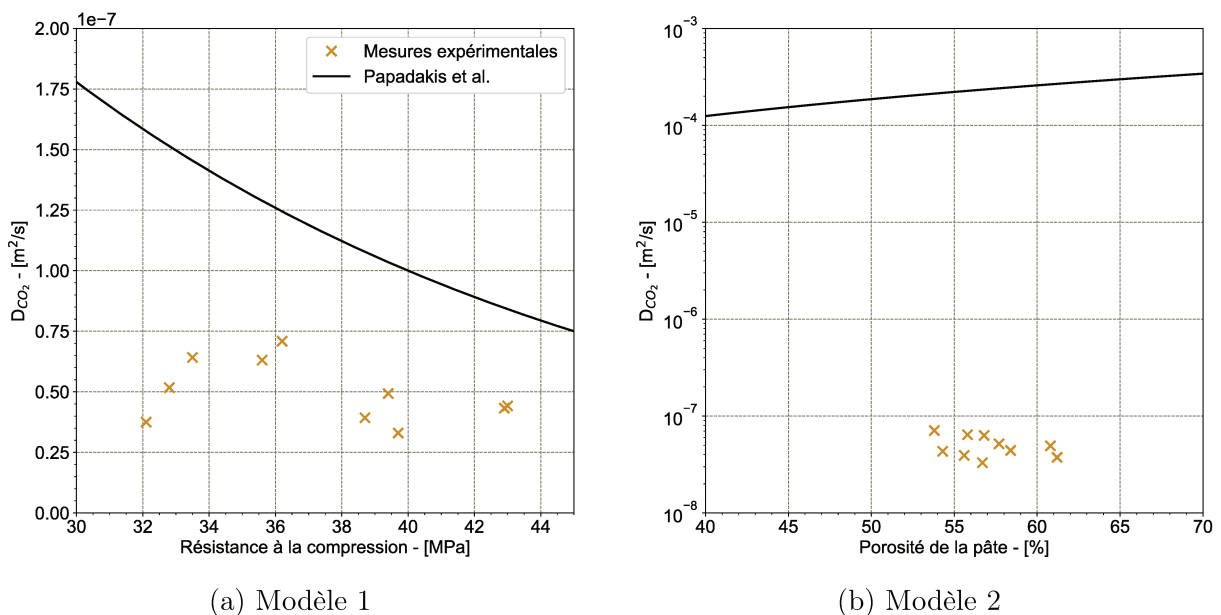 1e−7
2.00
1.75
1.50
1.25
1.00
0.75
0.50
0.25
0.00
30 32 34 36 38 40 42 44
D_{CO_2} - [m^2/s]
Résistance à la compression - [MPa]
Mesures expérimentales
Papadakis et al.
(a) Modèle 1
10^{−3}
10^{−4}
10^{−5}
10^{−6}
10^{−7}
10^{−8}
40 45 50 55 60 65 70
D_{CO_2} - [m^2/s]
Porosité de la pâte - [%]
(b) Modèle 2